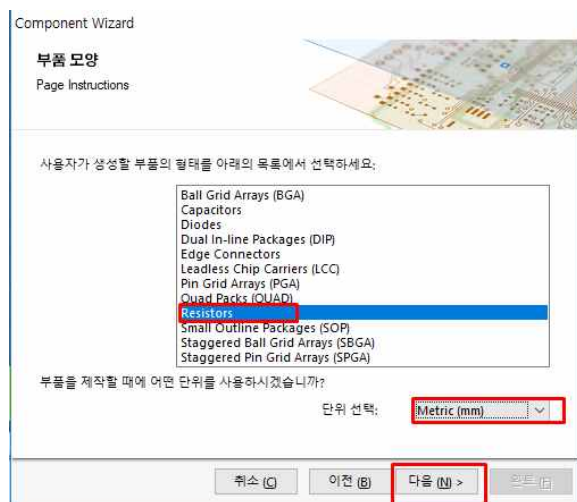 Component Wizard
부품 모양
Page Instructions
사용자가 생성할 부품의 형태를 아래의 목록에서 선택하세요:
Ball Grid Arrays (BGA)
Capacitors
Diodes
Dual In-line Packages (DIP)
Edge Connectors
Leadless Chip Carriers (LCC)
Pin Grid Arrays (PGA)
Quad Packs (QUAD)
Resistors
Small Outline Packages (SOP)
Staggered Ball Grid Arrays (SBGA)
Staggered Pin Grid Arrays (SPGA)
부품을 제작할 때에 어떤 단위를 사용하시겠습니까?
단위 선택: Metric (mm)
취소 (C) 이전 (B) 다음 (N) > 완료 (F)